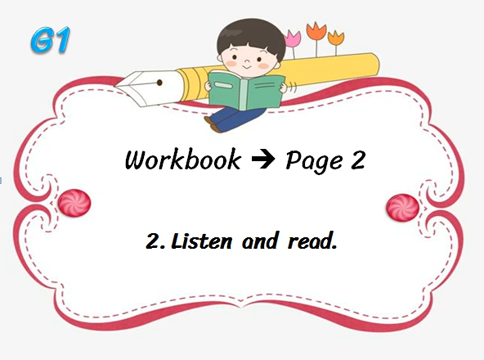 G1
Workbook ➔ Page 2
2. Listen and read.